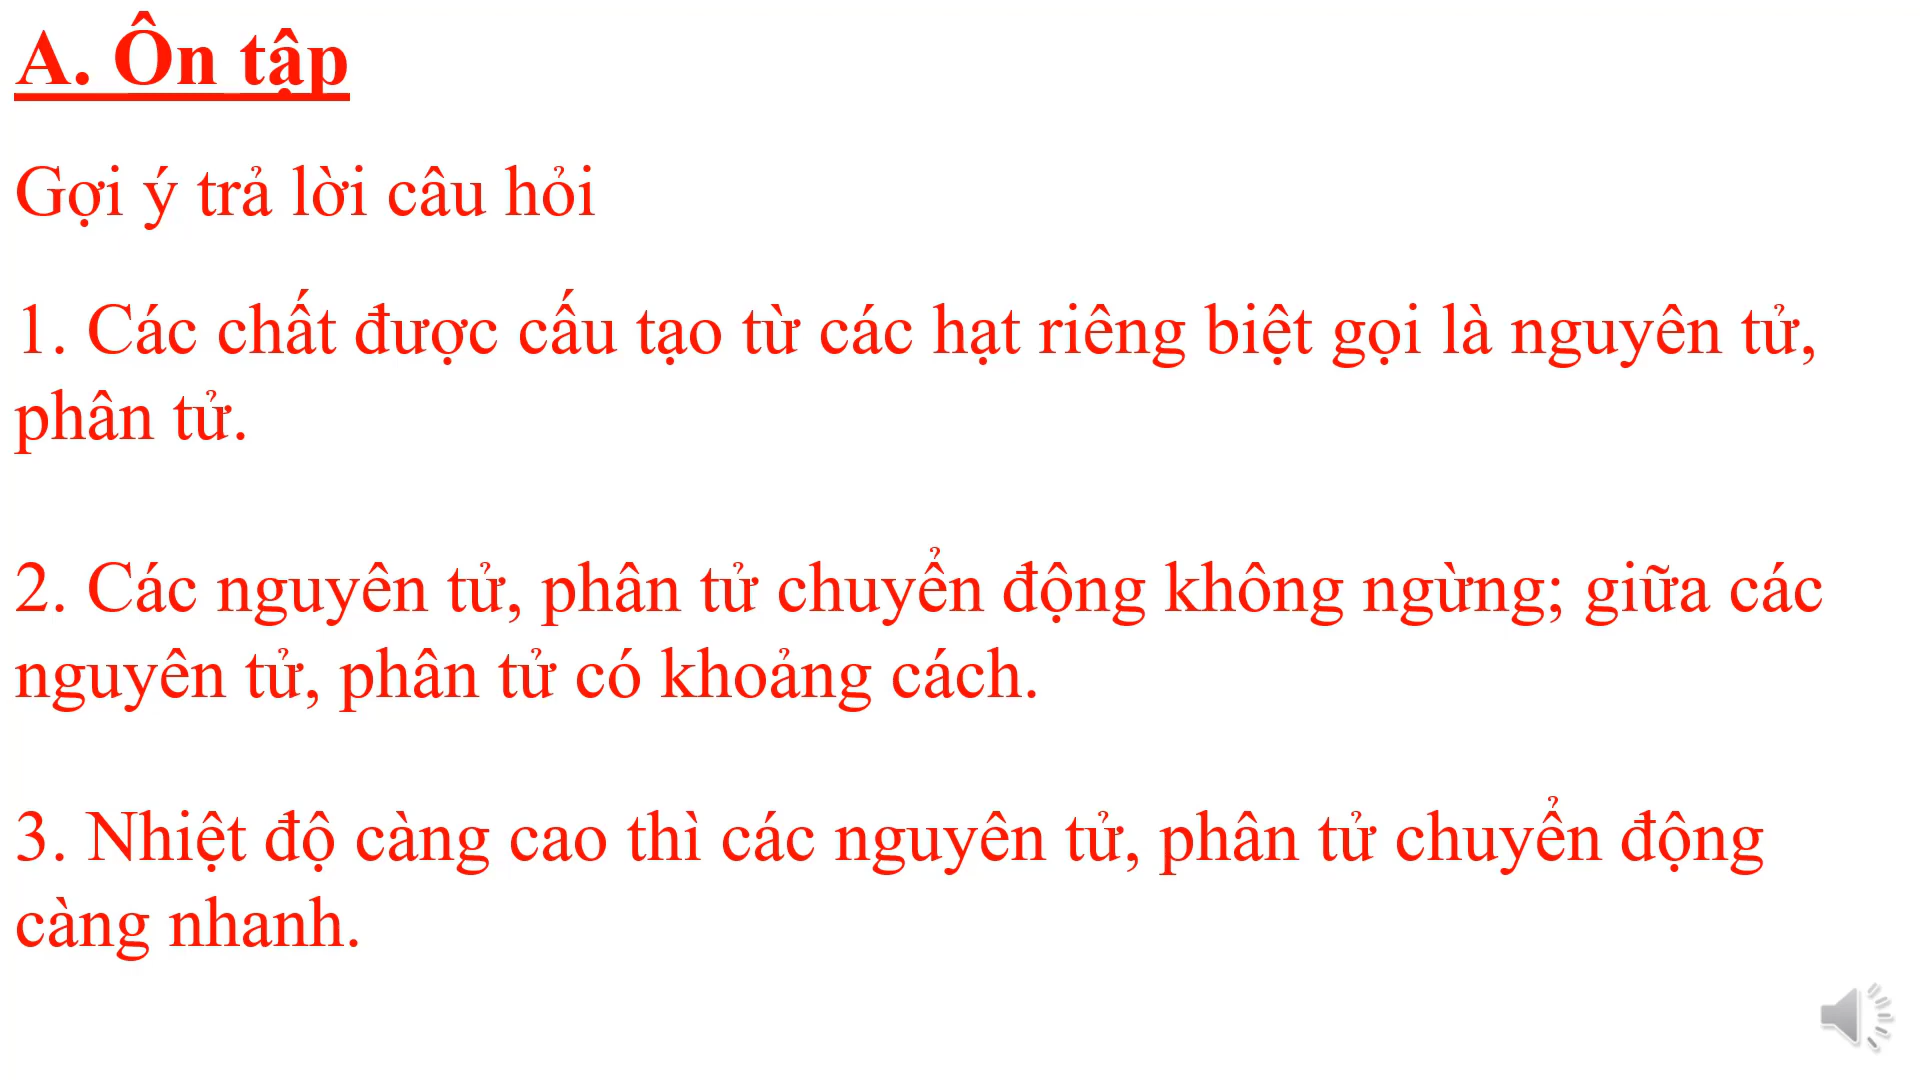 A. Ôn tập
Gợi ý trả lời câu hỏi
1. Các chất được cấu tạo từ các hạt riêng biệt gọi là nguyên tử,
phân tử.
2. Các nguyên tử, phân tử chuyển động không ngừng; giữa các
nguyên tử, phân tử có khoảng cách.
3. Nhiệt độ càng cao thì các nguyên tử, phân tử chuyển động
càng nhanh.